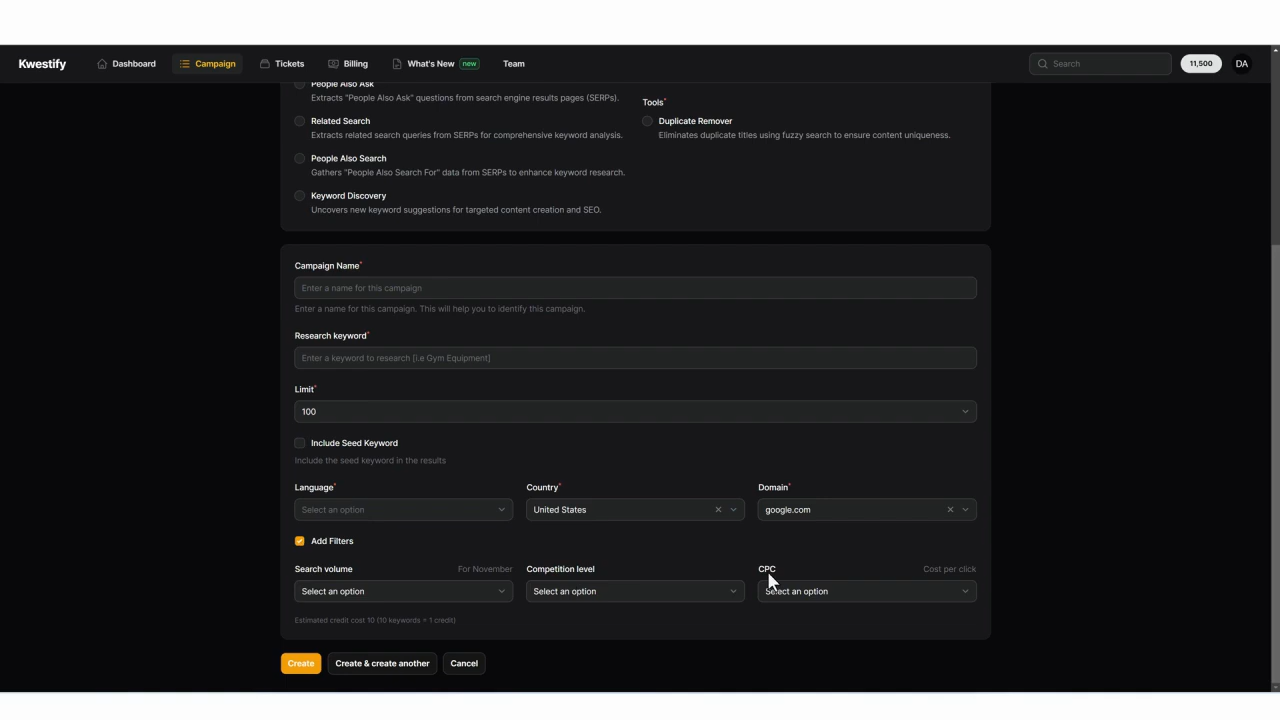 Kwestify
Dashboard
Campaign
Tickets
Billing
What's New new
Team
Search
11,500
DA
People Also Ask
Extracts "People Also Ask" questions from search engine results pages (SERPs).
Related Search
Extracts related search queries from SERPs for comprehensive keyword analysis.
People Also Search
Gathers "People Also Search For" data from SERPs to enhance keyword research.
Keyword Discovery
Uncovers new keyword suggestions for targeted content creation and SEO.
Tools*
Duplicate Remover
Eliminates duplicate titles using fuzzy search to ensure content uniqueness.
Campaign Name*
Enter a name for this campaign
Enter a name for this campaign. This will help you to identify this campaign.
Research keyword*
Enter a keyword to research [i.e Gym Equipment]
Limit*
100
Include Seed Keyword
Include the seed keyword in the results
Language*
Select an option
Country*
United States
Domain*
google.com
Add Filters
Search volume For November
Select an option
Competition level
Select an option
CPC Cost per click
Select an option
Estimated credit cost 10 (10 keywords = 1 credit)
Create
Create & create another
Cancel